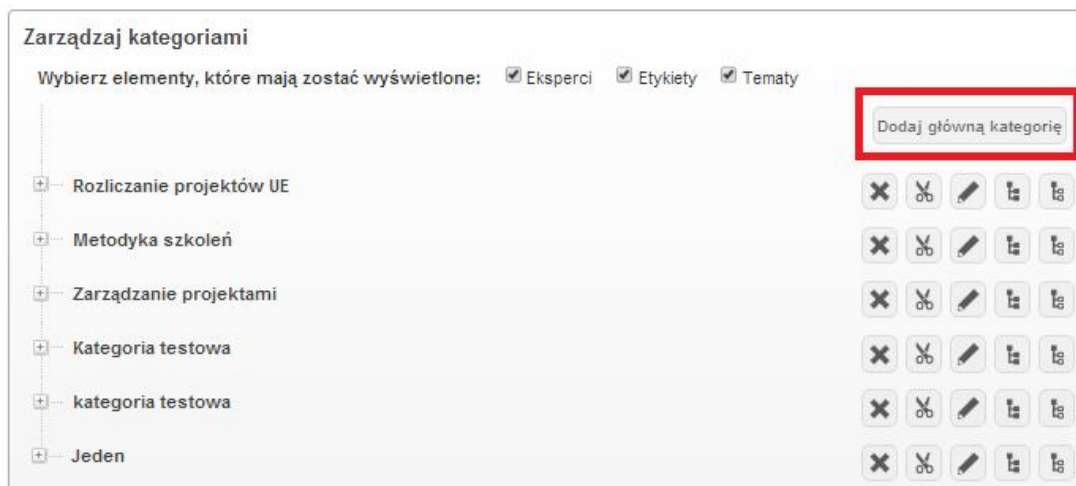 Zarządzaj kategoriami
Wybierz elementy, które mają zostać wyświetlone: Eksperci Etykiety Tematy
Dodaj główną kategorię
Rozliczanie projektów UE
Metodyka szkoleń
Zarządzanie projektami
Kategoria testowa
kategoria testowa
Jeden